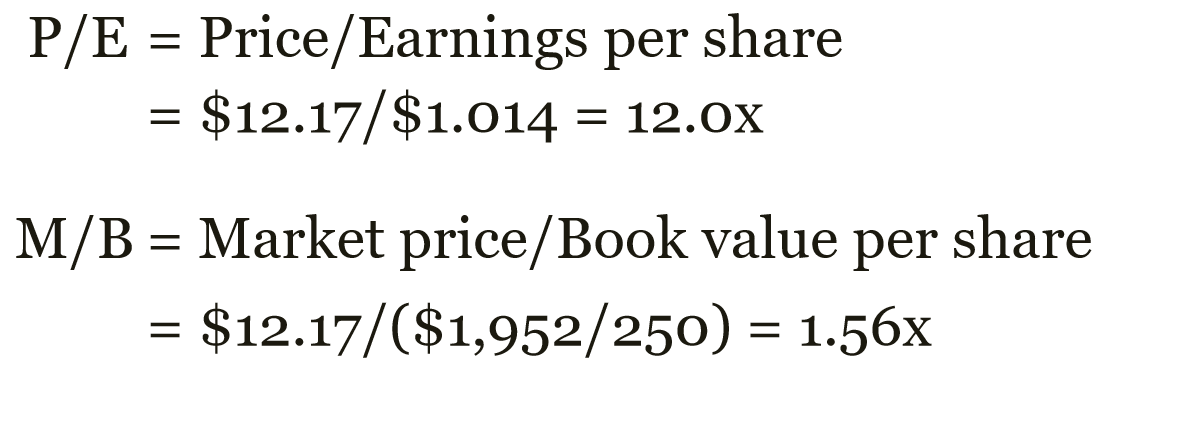 P/E = Price/Earnings per share
= $12.17/$1.014 = 12.0x
M/B = Market price/Book value per share
= $12.17/($1,952/250) = 1.56x